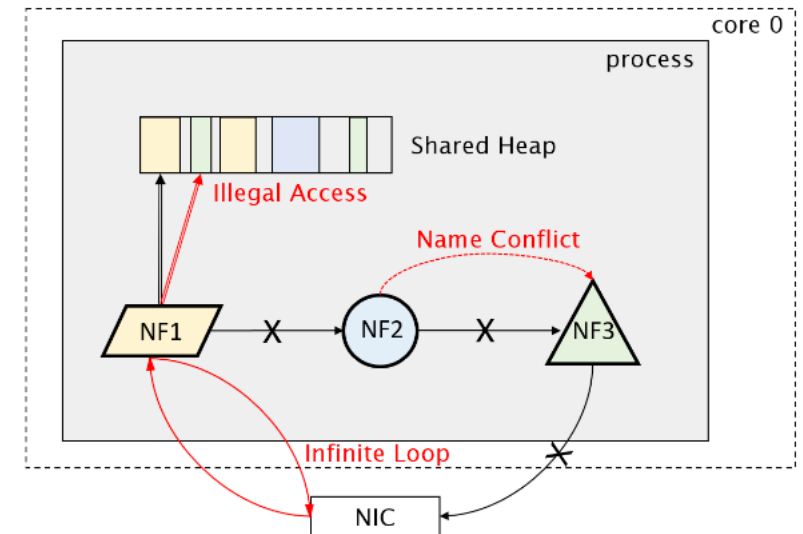 core 0
process
Shared Heap
Illegal Access
Name Conflict
NF1
X
NF2
X
NF3
Infinite Loop
X
NIC